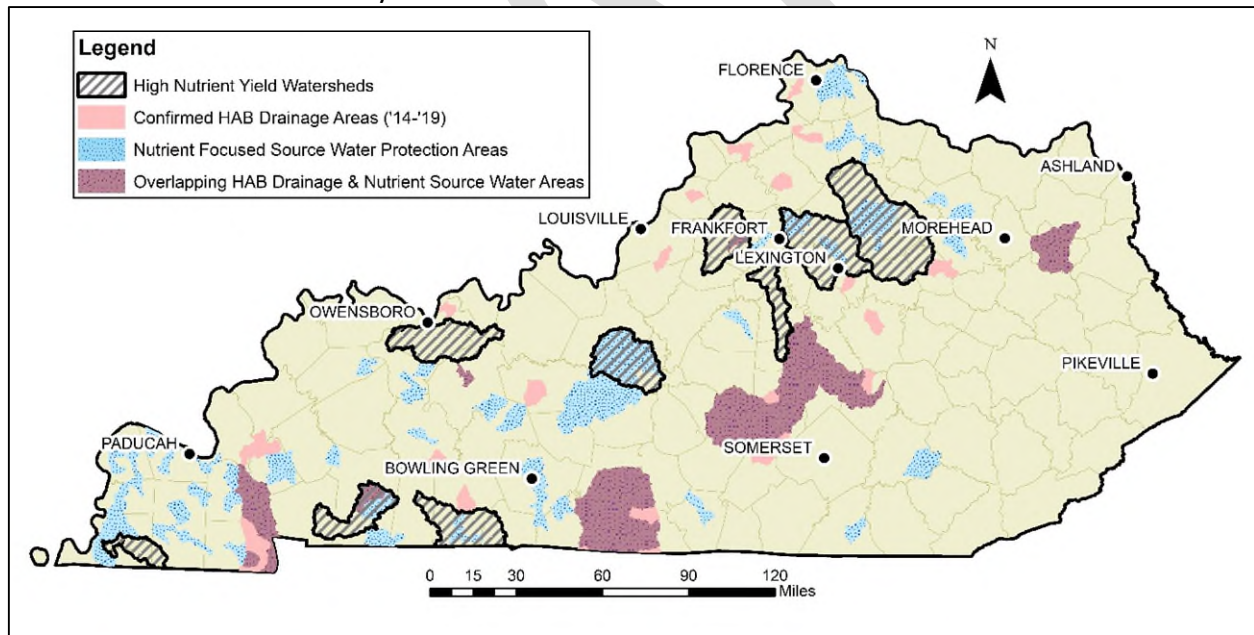 Legend
High Nutrient Yield Watersheds
Confirmed HAB Drainage Areas ('14-'19)
Nutrient Focused Source Water Protection Areas
Overlapping HAB Drainage & Nutrient Source Water Areas
N
FLORENCE
ASHLAND
LOUISVILLE
FRANKFORT
MOREHEAD
LEXINGTON
OWENSBORO
PIKEVILLE
PADUCAH
SOMERSET
BOWLING GREEN
0 15 30 60 90 120
Miles